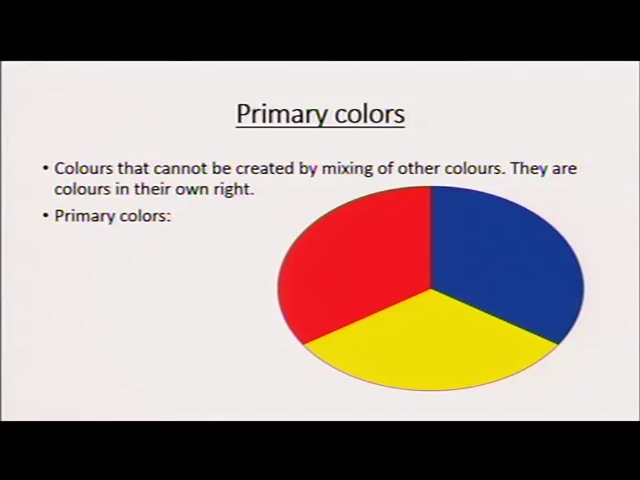 Primary colors
• Colours that cannot be created by mixing of other colours. They are
colours in their own right.
• Primary colors: